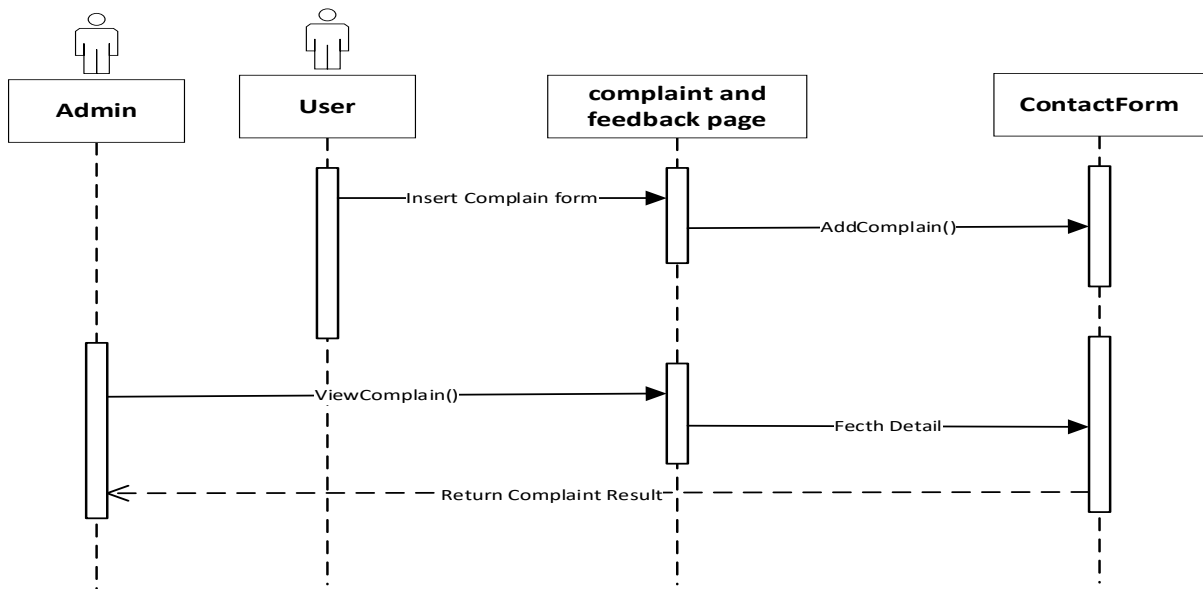 Admin
User
complaint and
feedback page
ContactForm
Insert Complain form
AddComplain()
ViewComplain()
Fecth Detail
Return Complaint Result